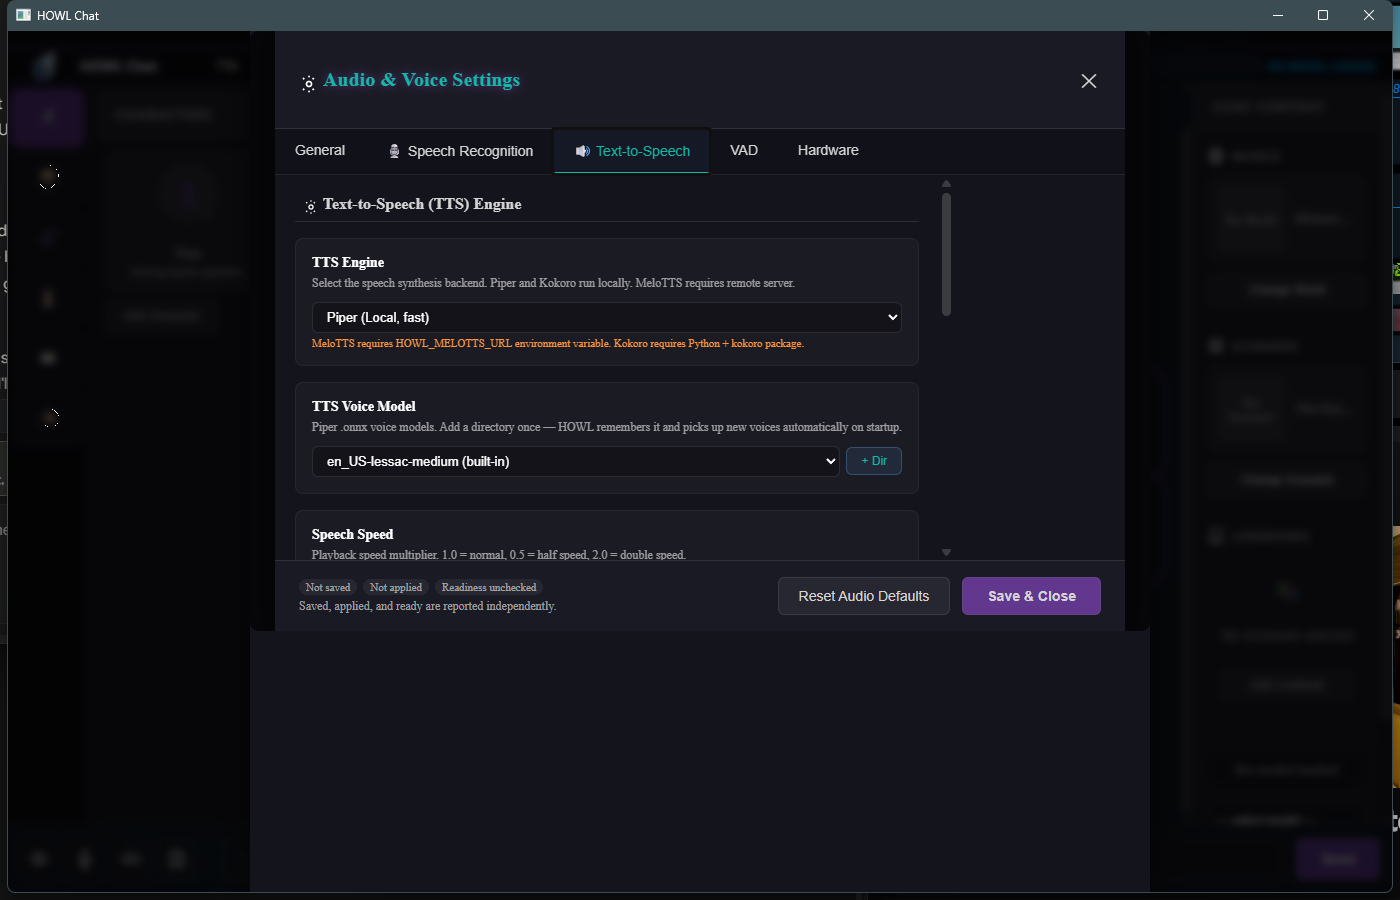 HOWL Chat
Audio & Voice Settings
General
Speech Recognition
Text-to-Speech
VAD
Hardware
Text-to-Speech (TTS) Engine
TTS Engine
Select the speech synthesis backend. Piper and Kokoro run locally. MeloTTS requires remote server.
Piper (Local, fast)
MeloTTS requires HOWL_MELOTTS_URL environment variable. Kokoro requires Python + kokoro package.
TTS Voice Model
Piper .onnx voice models. Add a directory once — HOWL remembers it and picks up new voices automatically on startup.
en_US-lessac-medium (built-in)
+ Dir
Speech Speed
Playback speed multiplier. 1.0 = normal, 0.5 = half speed, 2.0 = double speed.
Not saved
Not applied
Readiness unchecked
Saved, applied, and ready are reported independently.
Reset Audio Defaults
Save & Close